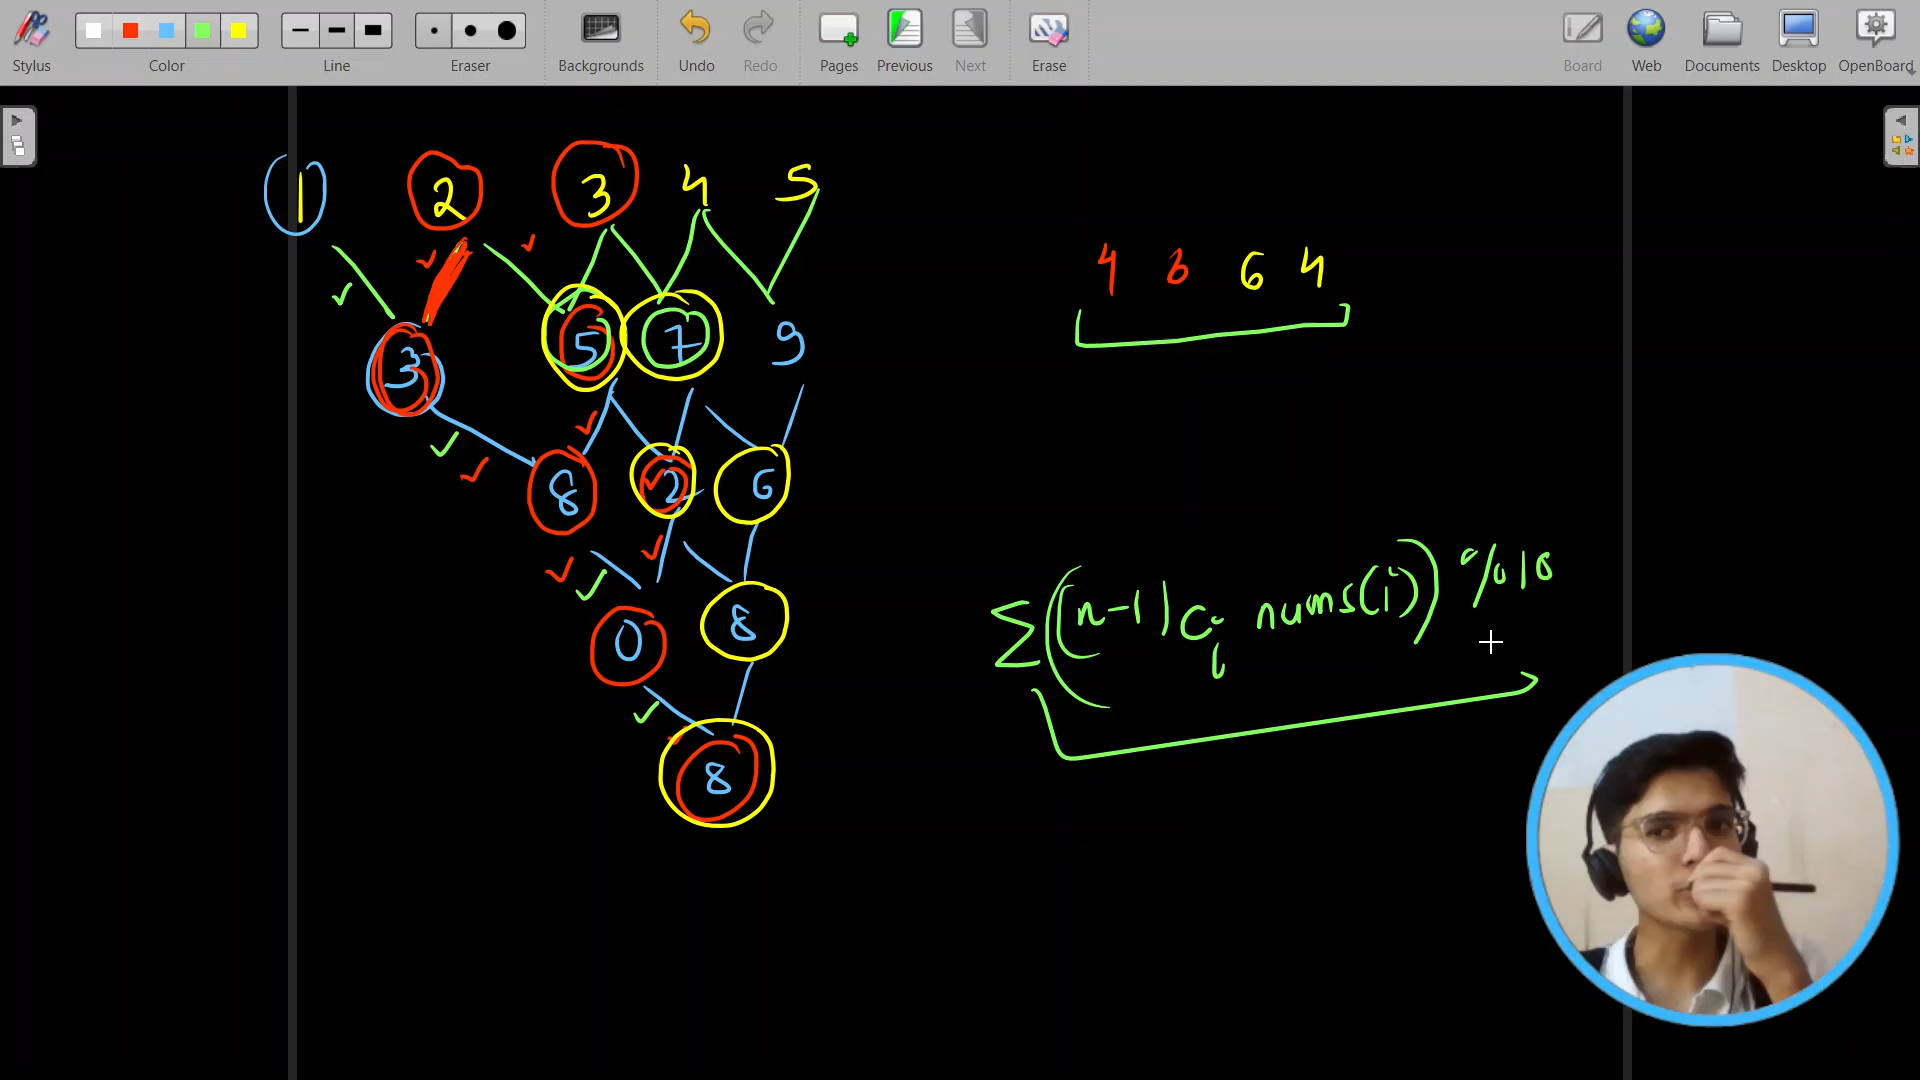 Stylus Color Line Eraser Backgrounds Undo Redo Pages Previous Next Erase Board Web Documents Desktop OpenBoard
1 2 3 4 5
4 6 6 4
3 5 7 9
8 2 6
0 8
8
Σ((n-1)Ci nums(i)) %10